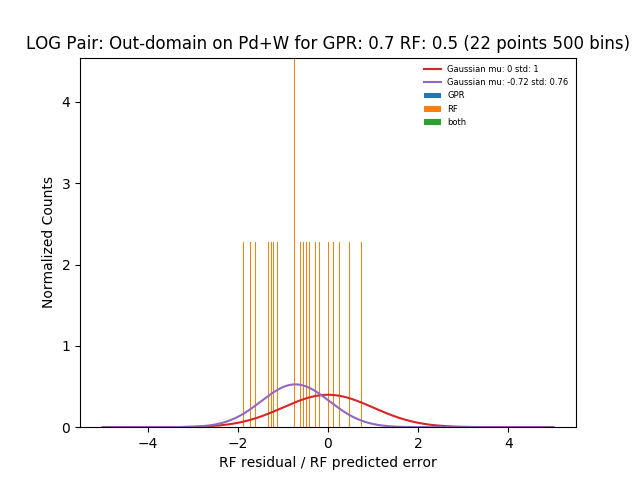 LOG Pair: Out-domain on Pd+W for GPR: 0.7 RF: 0.5 (22 points 500 bins)
Gaussian mu: 0 std: 1
Gaussian mu: -0.72 std: 0.76
GPR
RF
both
Normalized Counts
4
3
2
1
0
−4
−2
0
2
4
RF residual / RF predicted error